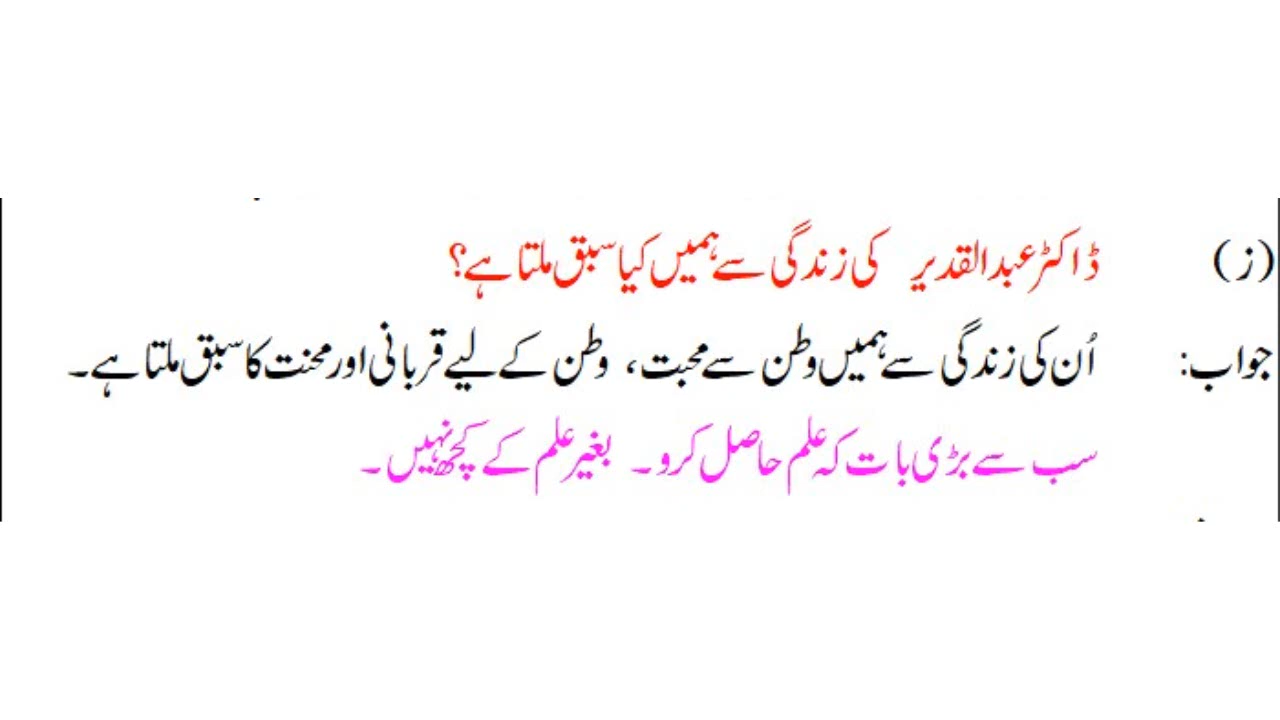 (ز) ڈاکٹر عبدالقدیر کی زندگی سے ہمیں کیا سبق ملتا ہے؟
جواب: اُن کی زندگی سے ہمیں وطن سے محبت، وطن کے لیے قربانی اور محنت کا سبق ملتا ہے۔
سب سے بڑی بات کہ علم حاصل کرو۔ بغیر علم کے کچھ نہیں۔